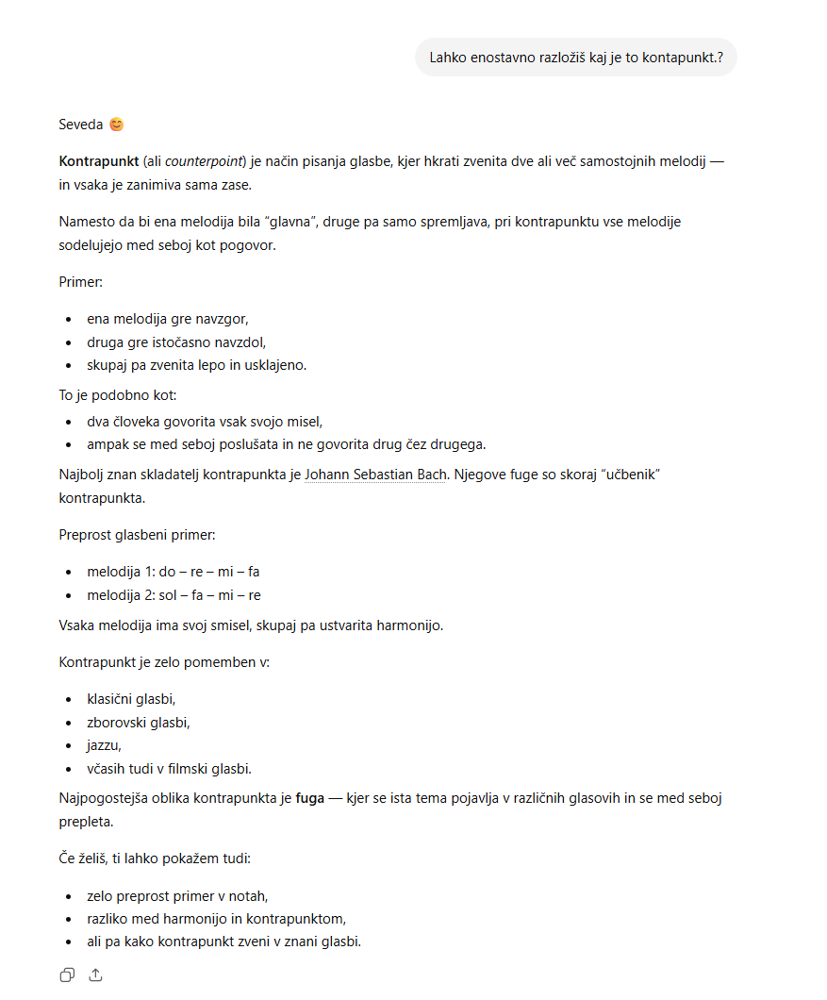 Lahko enostavno razložiš kaj je to kontapunkt.?
Seveda 😊
Kontrapunkt (ali counterpoint) je način pisanja glasbe, kjer hkrati zvenita dve ali več samostojnih melodij —
in vsaka je zanimiva sama zase.
Namesto da bi ena melodija bila “glavna”, druge pa samo spremljava, pri kontrapunktu vse melodije
sodelujejo med seboj kot pogovor.
Primer:
• ena melodija gre navzgor,
• druga gre istočasno navzdol,
• skupaj pa zvenita lepo in usklajeno.
To je podobno kot:
• dva človeka govorita vsak svojo misel,
• ampak se med seboj poslušata in ne govorita drug čez drugega.
Najbolj znan skladatelj kontrapunkta je Johann Sebastian Bach. Njegove fuge so skoraj “učbenik”
kontrapunkta.
Preprost glasbeni primer:
• melodija 1: do – re – mi – fa
• melodija 2: sol – fa – mi – re
Vsaka melodija ima svoj smisel, skupaj pa ustvarita harmonijo.
Kontrapunkt je zelo pomemben v:
• klasični glasbi,
• zborovski glasbi,
• jazzu,
• včasih tudi v filmski glasbi.
Najpogostejša oblika kontrapunkta je fuga — kjer se ista tema pojavlja v različnih glasovih in se med seboj
prepleta.
Če želiš, ti lahko pokažem tudi:
• zelo preprost primer v notah,
• razliko med harmonijo in kontrapunktom,
• ali pa kako kontrapunkt zveni v znani glasbi.